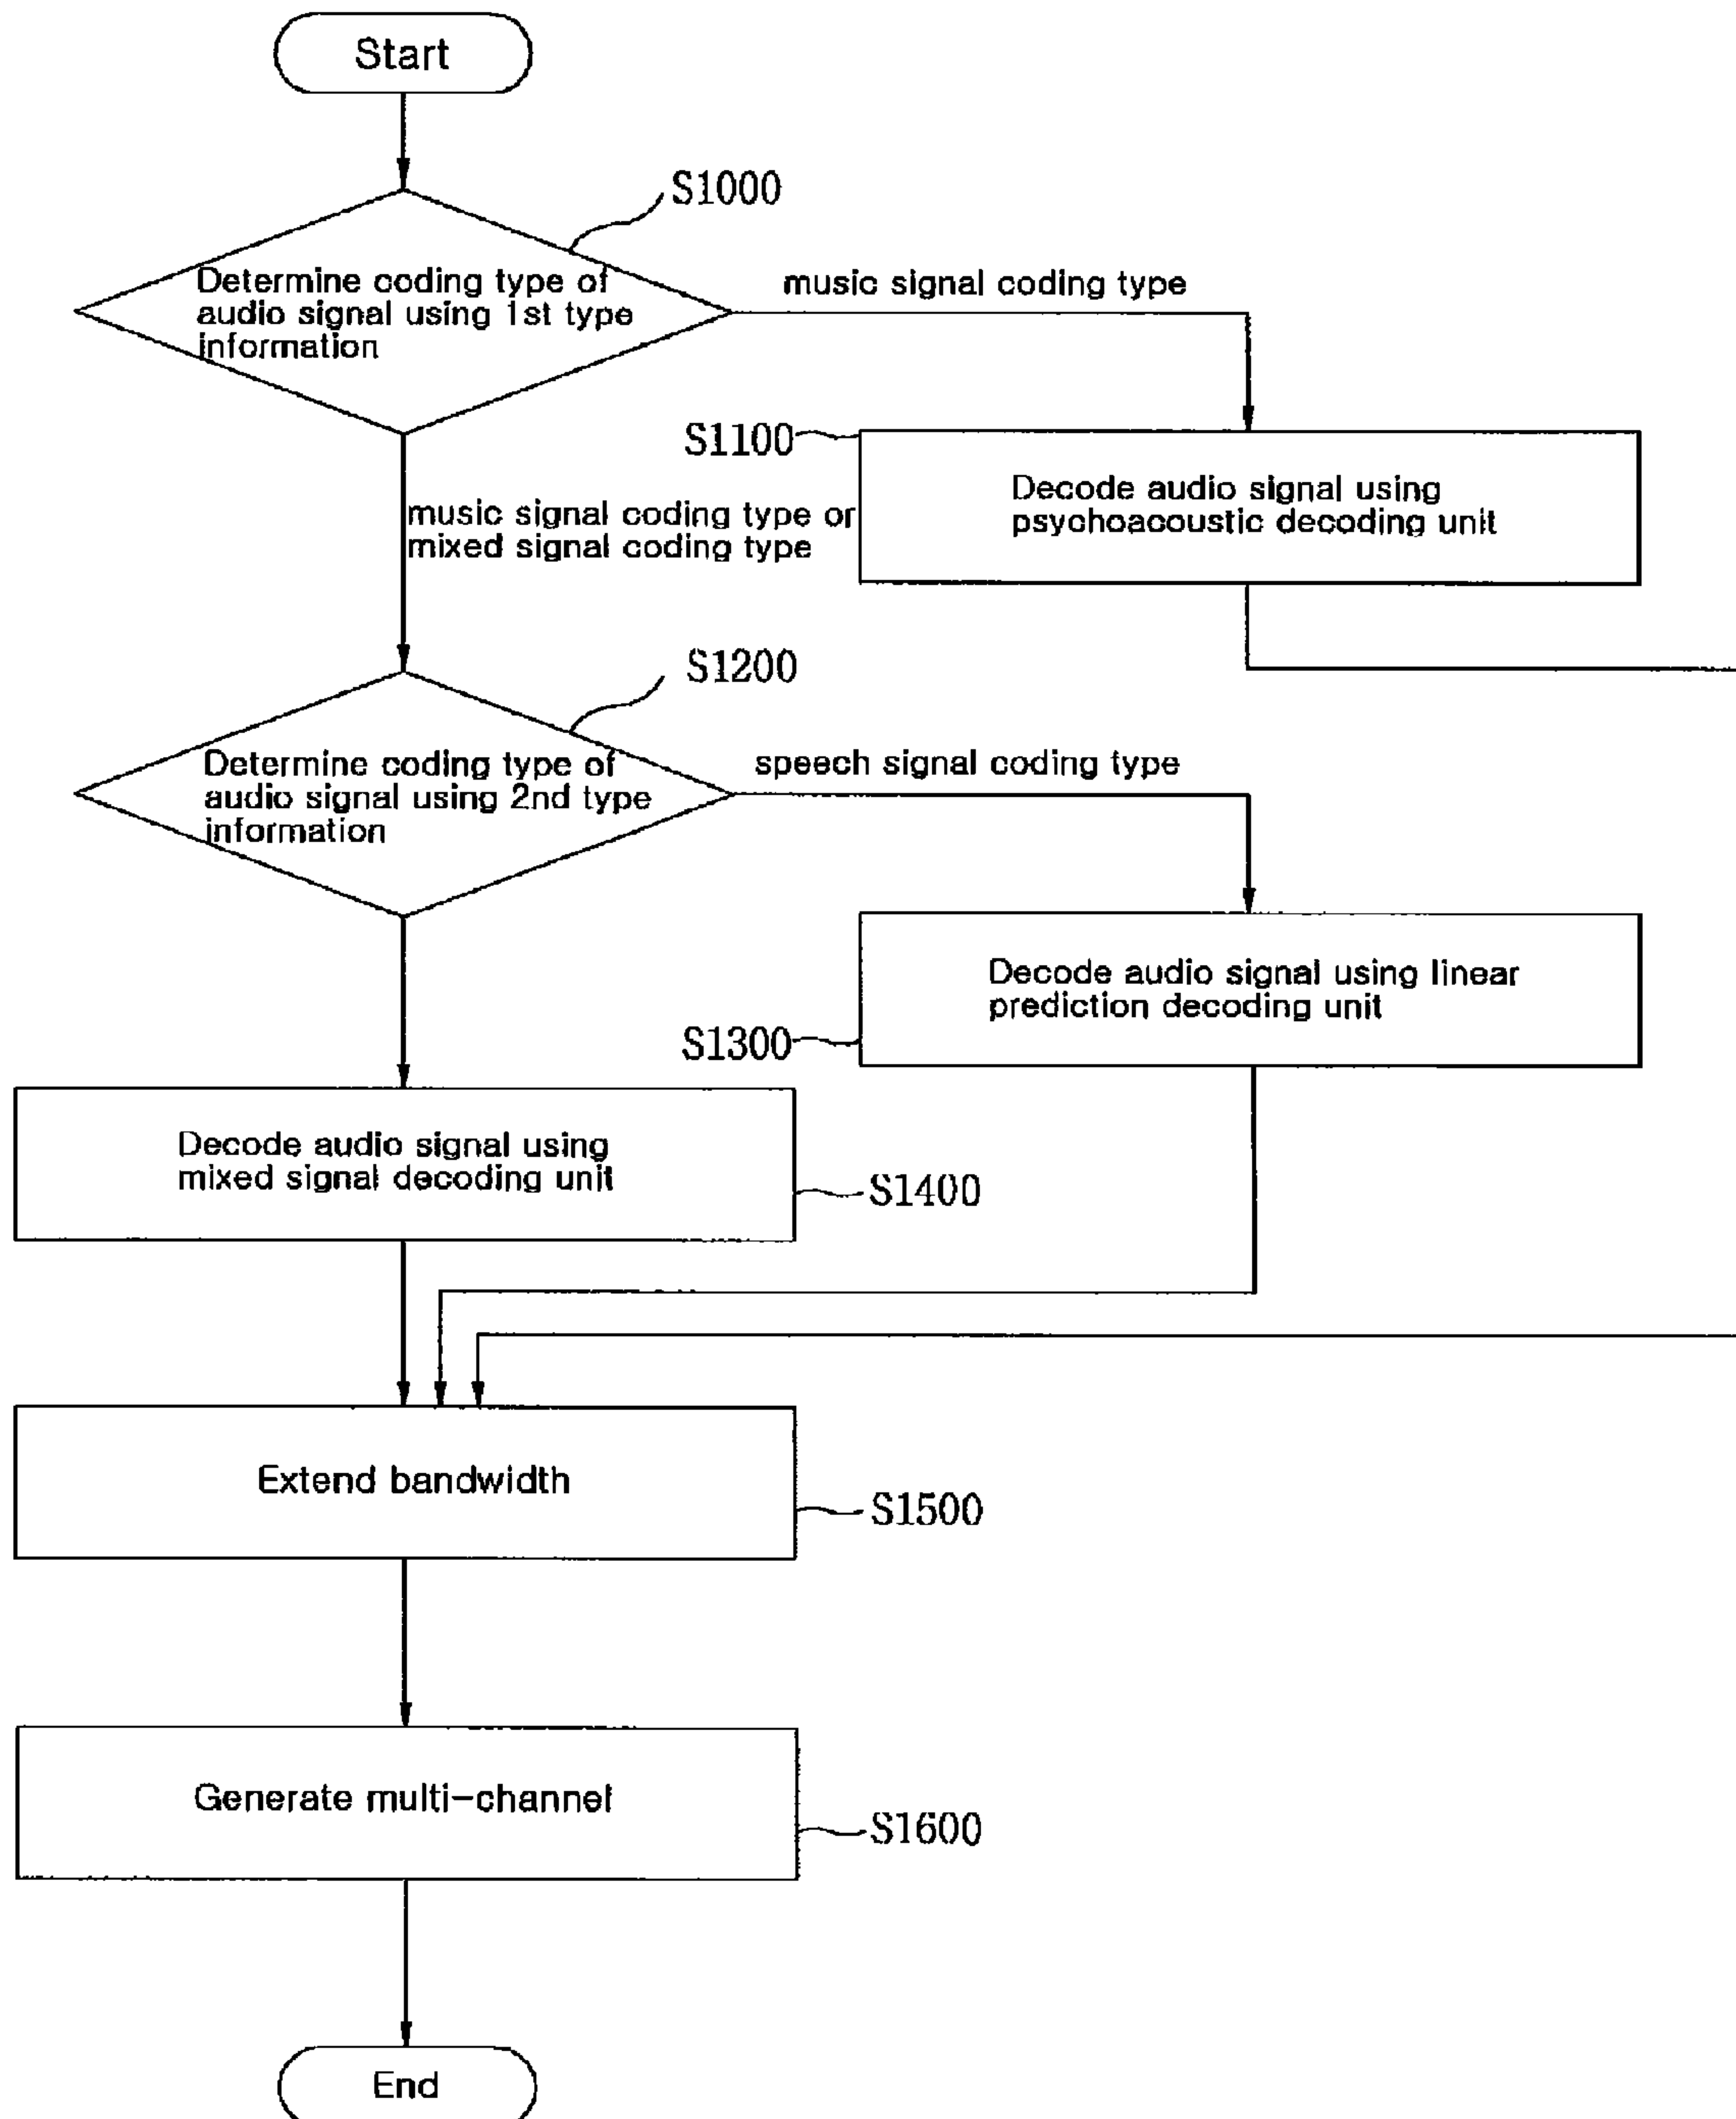 Start
S1000
Determine coding type of
audio signal using 1st type
information
music signal coding type
S1100
Decode audio signal using
psychoacoustic decoding unit
music signal coding type or
mixed signal coding type
S1200
Determine coding type of
audio signal using 2nd type
information
speech signal coding type
Decode audio signal using linear
prediction decoding unit
S1300
Decode audio signal using
mixed signal decoding unit
S1400
Extend bandwidth
S1500
Generate multi-channel
S1600
End